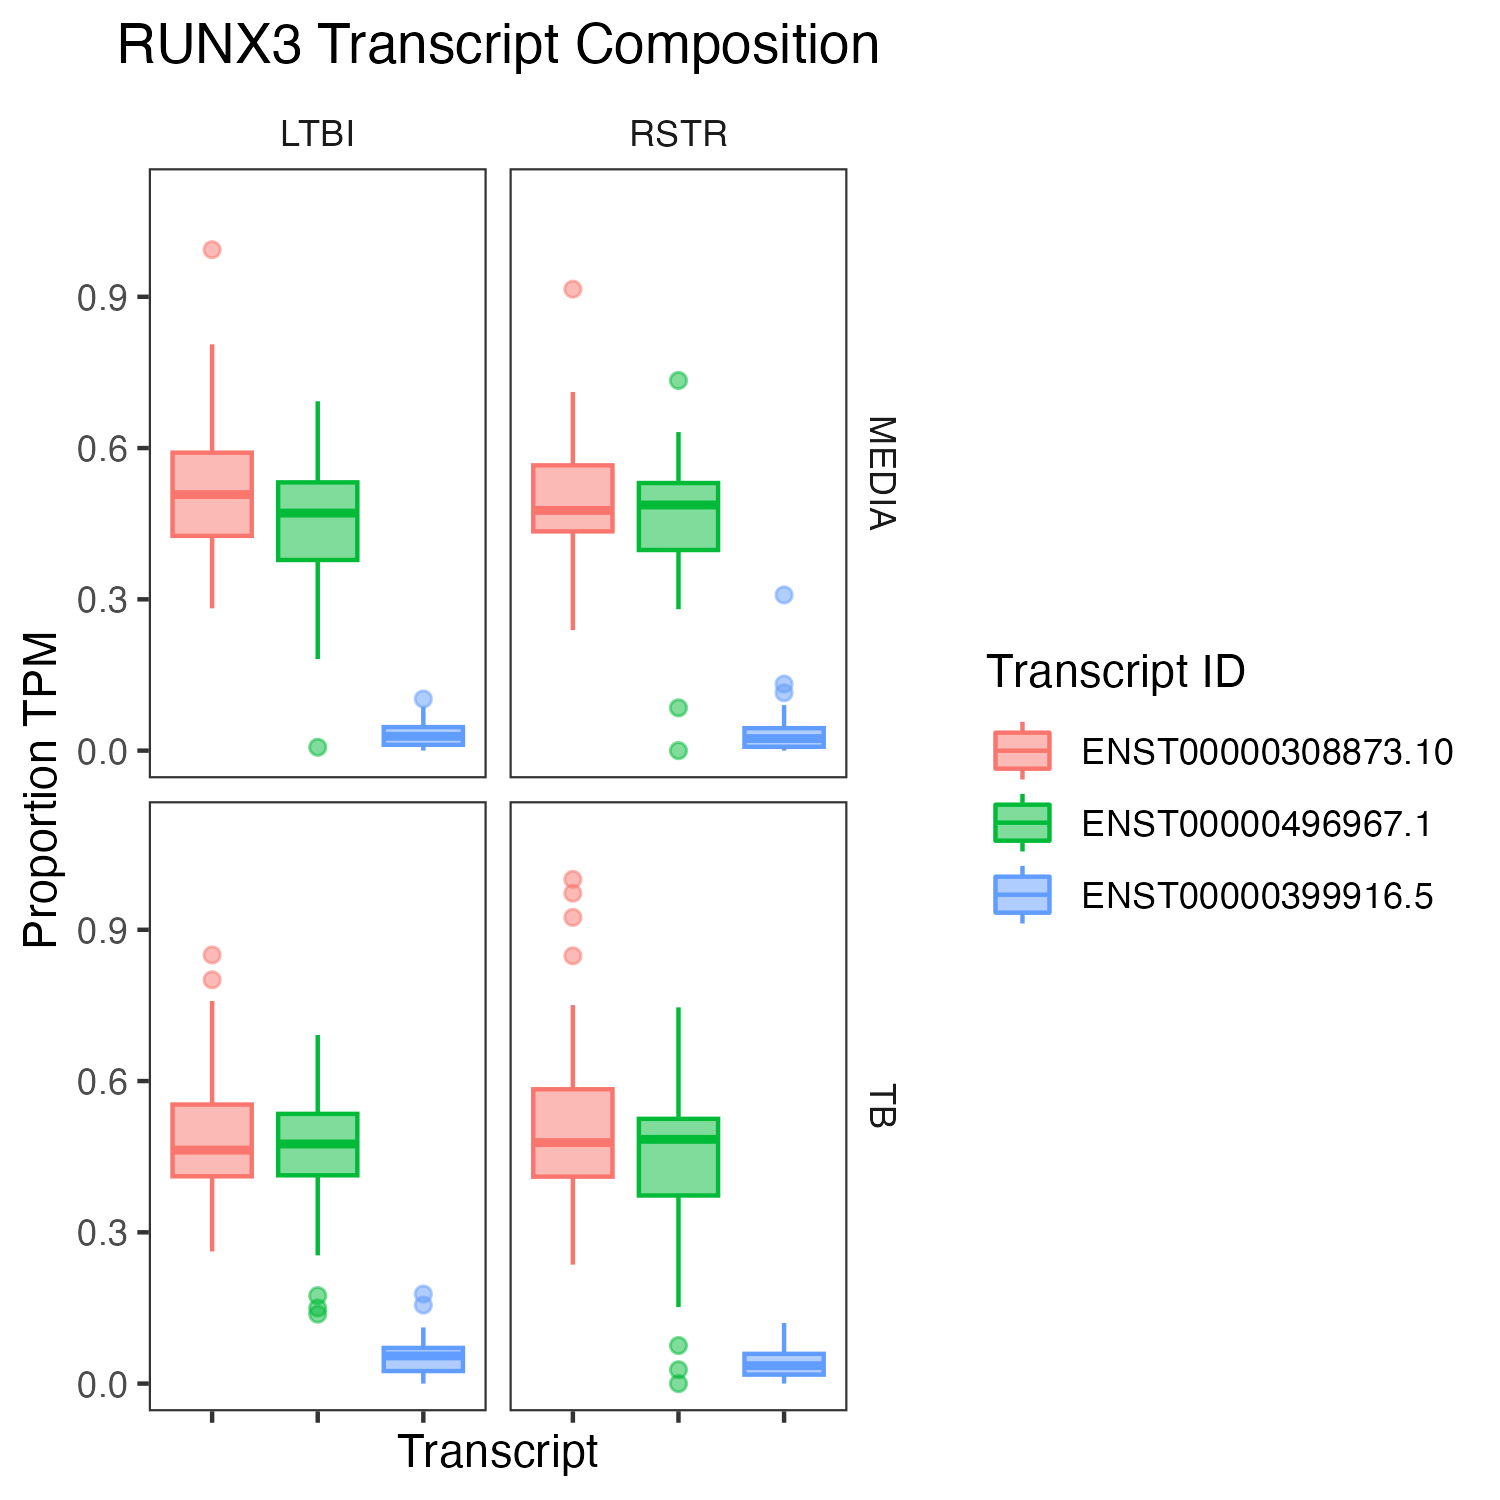 RUNX3 Transcript Composition
LTBI
RSTR
0.9
0.6
0.3
0.0
MEDIA
0.9
0.6
0.3
0.0
TB
Proportion TPM
Transcript
Transcript ID
ENST00000308873.10
ENST00000496967.1
ENST00000399916.5